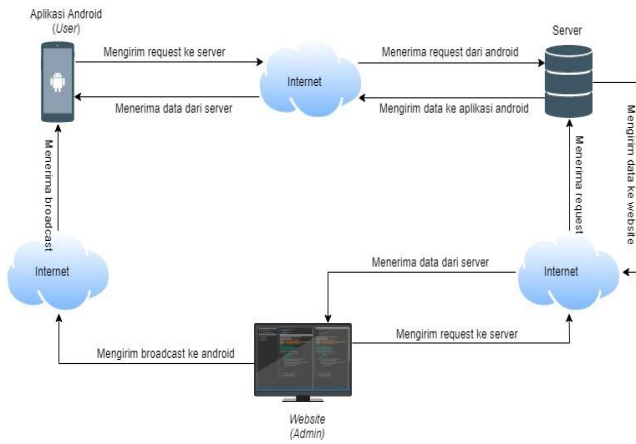 Aplikasi Android
(User)
Server
Mengirim request ke server
Menerima request dari android
Internet
Menerima data dari server
Mengirim data ke aplikasi android
Menerima broadcast
Menerima request
Mengirim data ke website
Internet
Menerima data dari server
Internet
Mengirim broadcast ke android
Mengirim request ke server
Website
(Admin)